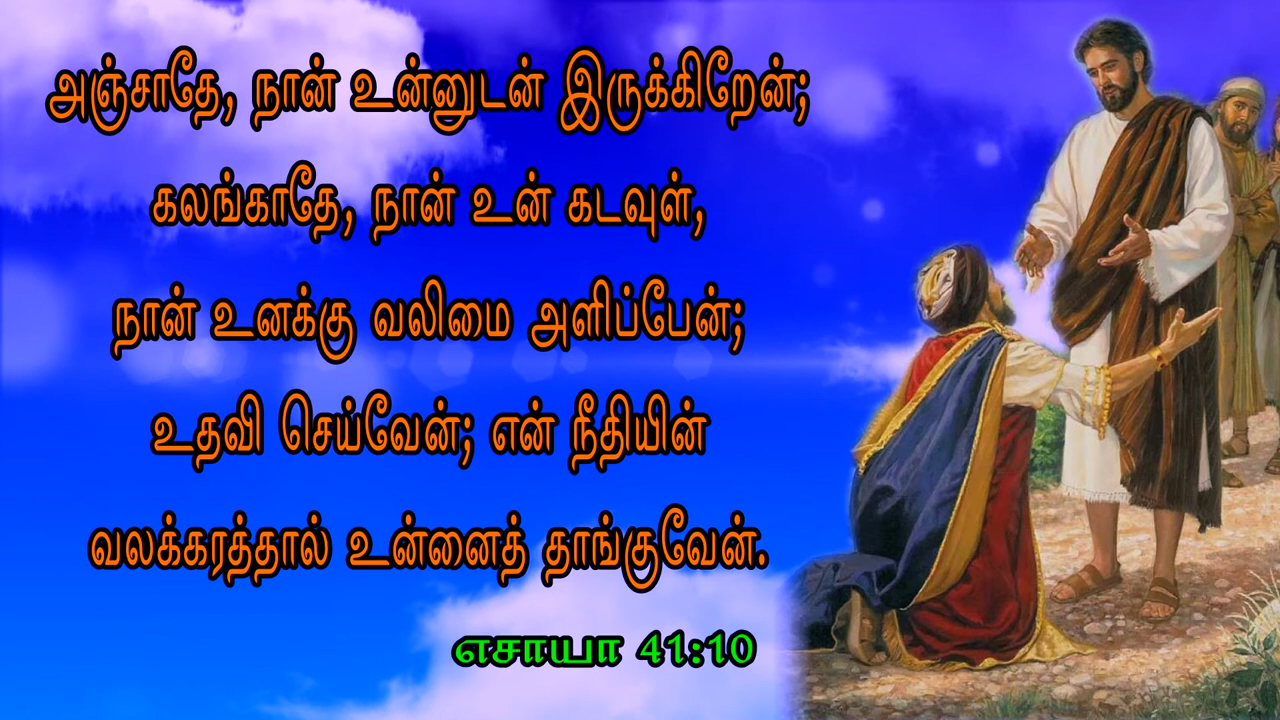 அஞ்சாதே, நான் உன்னுடன் இருக்கிறேன்;
கலங்காதே, நான் உன் கடவுள்,
நான் உனக்கு வலிமை அளிப்பேன்;
உதவி செய்வேன்; என் நீதியின்
வலக்கரத்தால் உன்னைத் தாங்குவேன்.
எசாயா 41:10